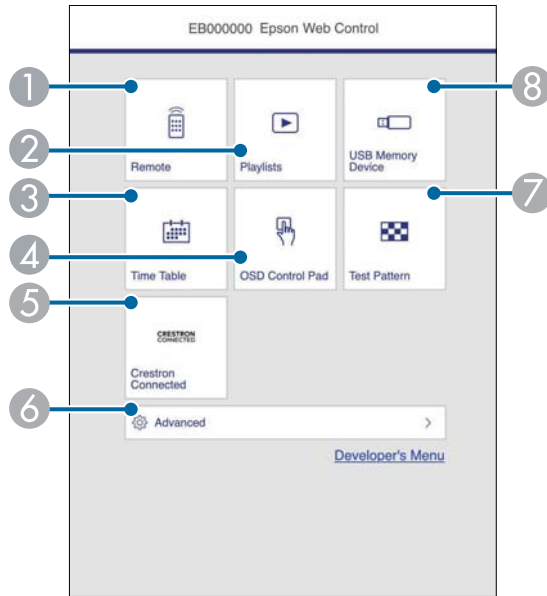 EB000000 Epson Web Control
1
8
2
Remote
Playlists
USB Memory
Device
3
7
4
Time Table
OSD Control Pad
Test Pattern
5
CRESTRON
CONNECTED
Crestron
Connected
6
Advanced
Developer's Menu